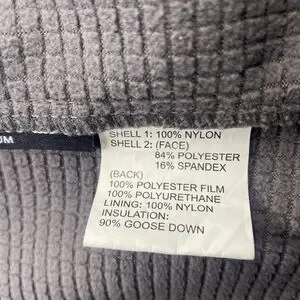 UM
SHELL 1: 100% NYLON
SHELL 2: (FACE)
84% POLYESTER
16% SPANDEX
(BACK)
100% POLYESTER FILM
100% POLYURETHANE
LINING: 100% NYLON
INSULATION:
90% GOOSE DOWN